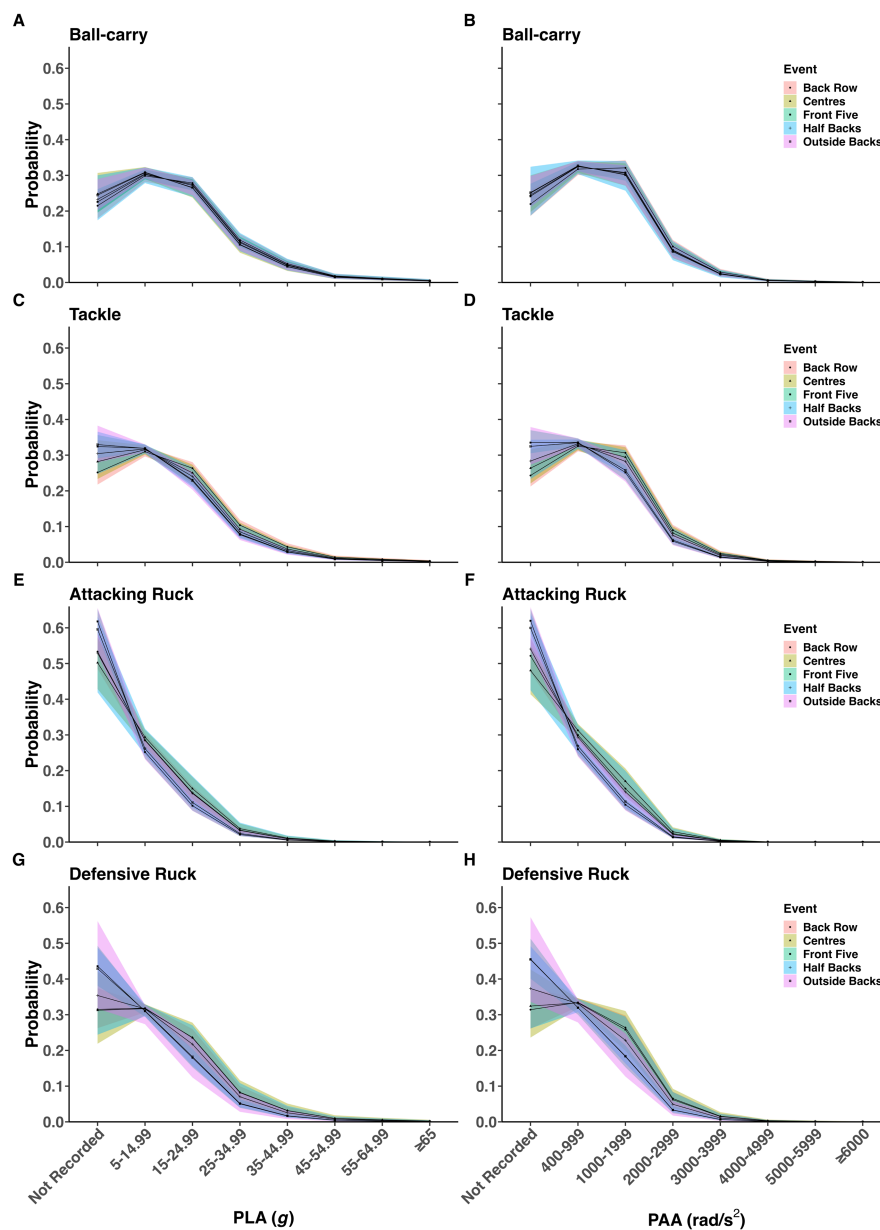 A
Ball-carry
B
Ball-carry
Probability
0.6
0.5
0.4
0.3
0.2
0.1
0.0
Event
Back Row
Centres
Front Five
Half Backs
Outside Backs
C
Tackle
D
Tackle
Probability
0.6
0.5
0.4
0.3
0.2
0.1
0.0
Event
Back Row
Centres
Front Five
Half Backs
Outside Backs
E
Attacking Ruck
F
Attacking Ruck
Probability
0.6
0.5
0.4
0.3
0.2
0.1
0.0
Event
Back Row
Centres
Front Five
Half Backs
Outside Backs
G
Defensive Ruck
H
Defensive Ruck
Probability
0.6
0.5
0.4
0.3
0.2
0.1
0.0
Event
Back Row
Centres
Front Five
Half Backs
Outside Backs
Not Recorded
5-14.99
15-24.99
25-34.99
35-44.99
45-54.99
55-64.99
≥65
PLA (g)
Not Recorded
400-999
1000-1999
2000-2999
3000-3999
4000-4999
5000-5999
≥6000
PAA (rad/s²)